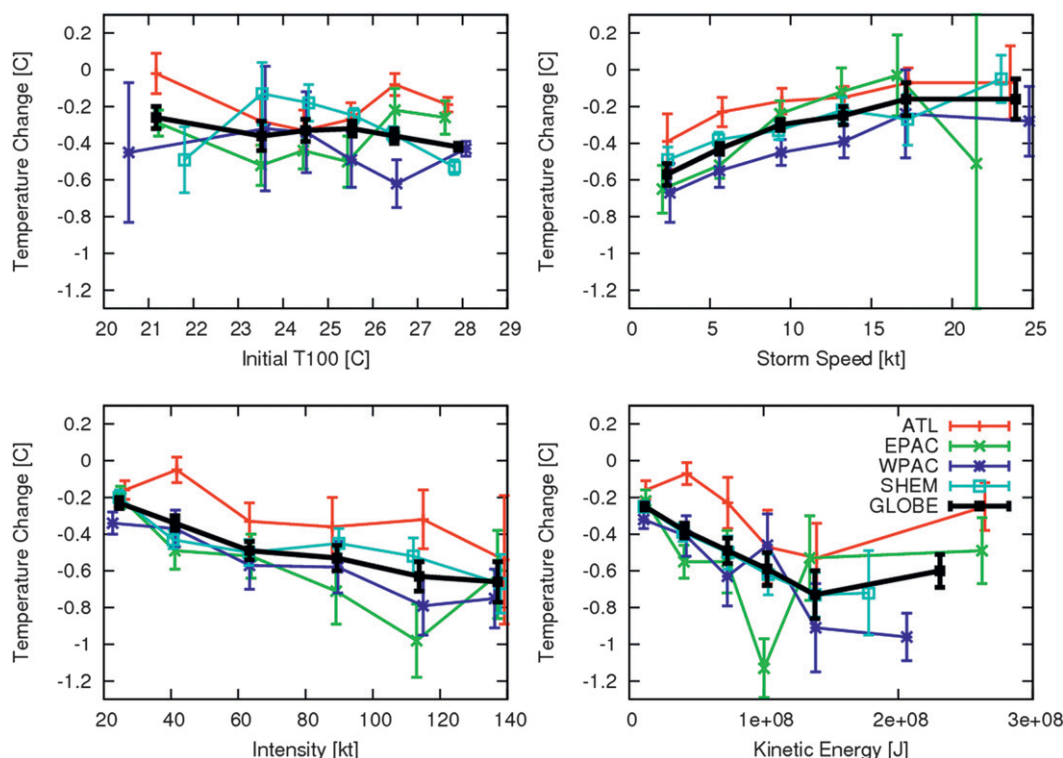 Temperature Change [C]
0.2
0
-0.2
-0.4
-0.6
-0.8
-1
-1.2
20 21 22 23 24 25 26 27 28 29
Initial T100 [C]
Temperature Change [C]
0.2
0
-0.2
-0.4
-0.6
-0.8
-1
-1.2
0 5 10 15 20 25
Storm Speed [kt]
Temperature Change [C]
0.2
0
-0.2
-0.4
-0.6
-0.8
-1
-1.2
20 40 60 80 100 120 140
Intensity [kt]
Temperature Change [C]
0.2
0
-0.2
-0.4
-0.6
-0.8
-1
-1.2
ATL
EPAC
WPAC
SHEM
GLOBE
0 1e+08 2e+08 3e+08
Kinetic Energy [J]